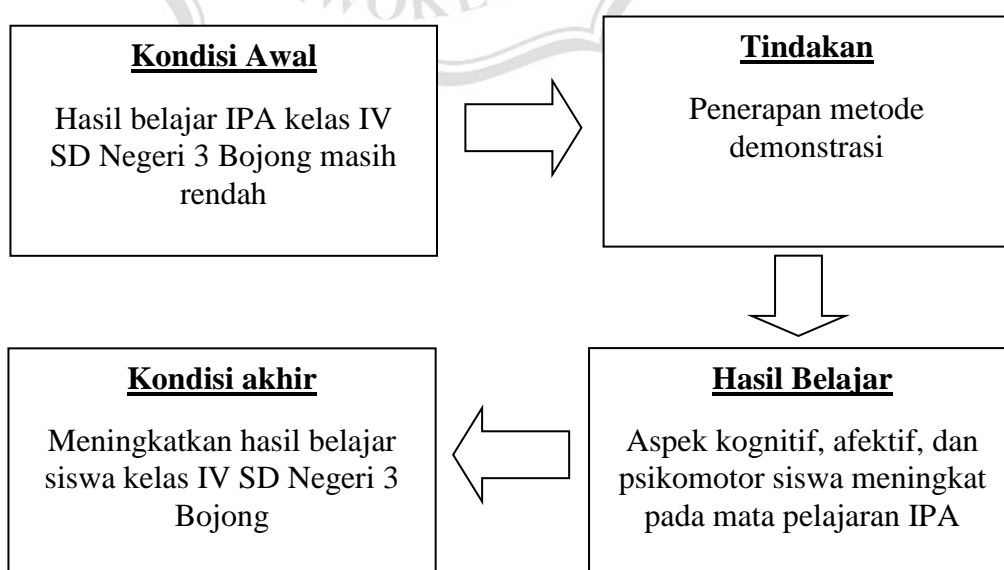 Kondisi Awal
Hasil belajar IPA kelas IV
SD Negeri 3 Bojong masih
rendah
Tindakan
Penerapan metode
demonstrasi
Kondisi akhir
Meningkatkan hasil belajar
siswa kelas IV SD Negeri 3
Bojong
Hasil Belajar
Aspek kognitif, afektif, dan
psikomotor siswa meningkat
pada mata pelajaran IPA